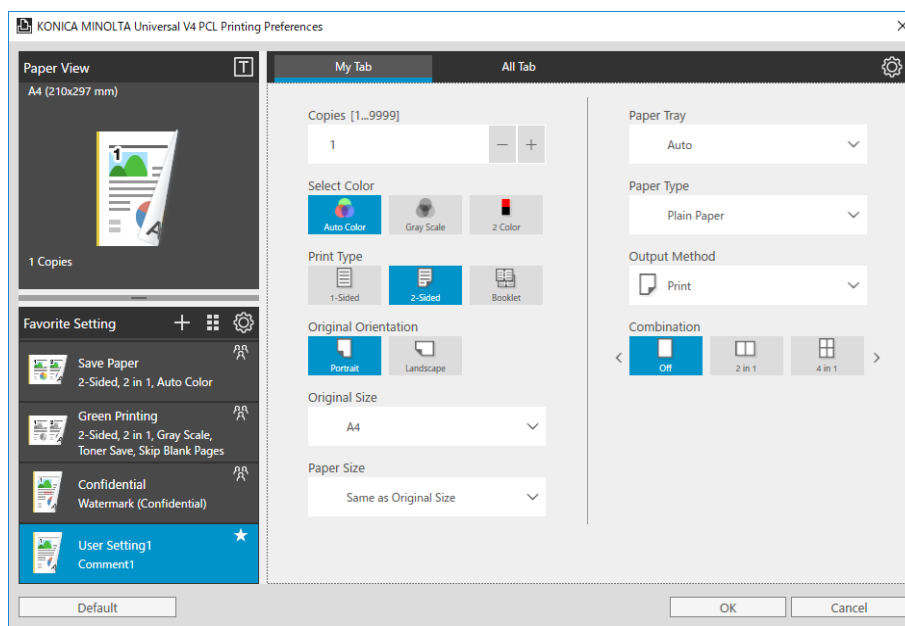 KONICA MINOLTA Universal V4 PCL Printing Preferences
Paper View
T
A4 (210x297 mm)
1
A
1 Copies
Favorite Setting
Save Paper
2-Sided, 2 in 1, Auto Color
Green Printing
2-Sided, 2 in 1, Gray Scale,
Toner Save, Skip Blank Pages
Confidential
Watermark (Confidential)
User Setting1
Comment1
My Tab
All Tab
Copies [1...9999]
1
Select Color
Auto Color
Gray Scale
2 Color
Print Type
1-Sided
2-Sided
Booklet
Original Orientation
Portrait
Landscape
Original Size
A4
Paper Size
Same as Original Size
Paper Tray
Auto
Paper Type
Plain Paper
Output Method
Print
Combination
Off
2 in 1
4 in 1
Default
OK
Cancel